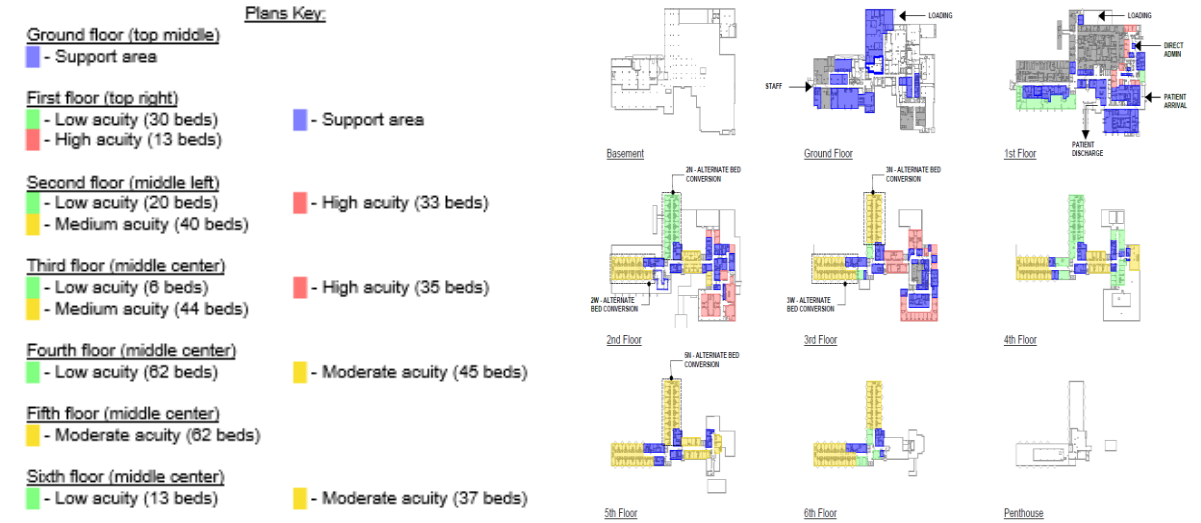 Plans Key:
Ground floor (top middle)
- Support area
First floor (top right)
- Low acuity (30 beds)
- High acuity (13 beds)
- Support area
Second floor (middle left)
- Low acuity (20 beds)
- Medium acuity (40 beds)
- High acuity (33 beds)
Third floor (middle center)
- Low acuity (6 beds)
- Medium acuity (44 beds)
- High acuity (35 beds)
Fourth floor (middle center)
- Low acuity (62 beds)
- Moderate acuity (45 beds)
Fifth floor (middle center)
- Moderate acuity (62 beds)
Sixth floor (middle center)
- Low acuity (13 beds)
- Moderate acuity (37 beds)
Basement
LOADING
STAFF
Ground Floor
LOADING
DIRECT
ADMIN
PATIENT
ARRIVAL
PATIENT
DISCHARGE
1st Floor
2N - ALTERNATE BED
CONVERSION
2W - ALTERNATE
BED CONVERSION
2nd Floor
3N - ALTERNATE BED
CONVERSION
3W - ALTERNATE
BED CONVERSION
3rd Floor
4th Floor
5N - ALTERNATE BED
CONVERSION
5th Floor
6th Floor
Penthouse